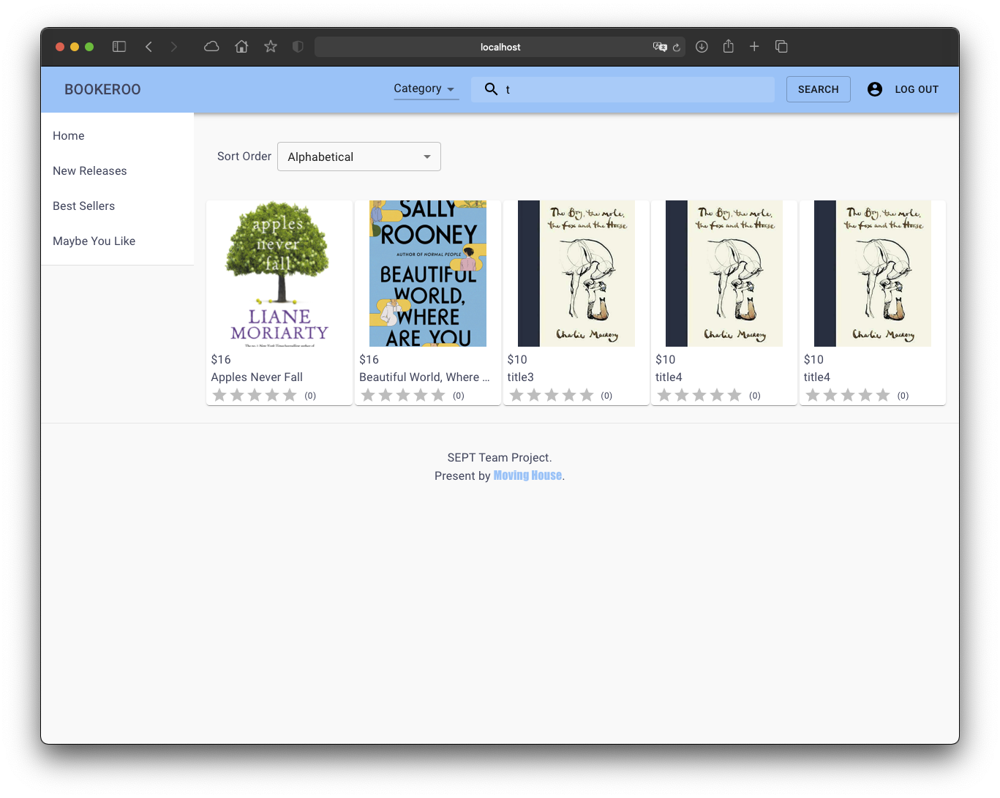 localhost
BOOKEROO
Category
t
SEARCH
LOG OUT
Home
New Releases
Best Sellers
Maybe You Like
Sort Order
Alphabetical
apples
never
fall
LIANE
MORIARTY
$16
Apples Never Fall
(0)
SALLY
ROONEY
AUTHOR OF NORMAL PEOPLE
BEAUTIFUL
WORLD,
WHERE
ARE YOU
$16
Beautiful World, Where ...
(0)
The Boy, the mole,
the fox and the Horse
Charlie Mackesy
$10
title3
(0)
The Boy, the mole,
the fox and the Horse
Charlie Mackesy
$10
title4
(0)
The Boy, the mole,
the fox and the Horse
Charlie Mackesy
$10
title4
(0)
SEPT Team Project.
Present by Moving House.